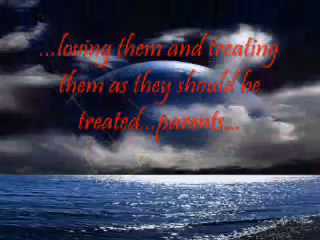 ...loving them and treating
them as they should be
treated...parents...